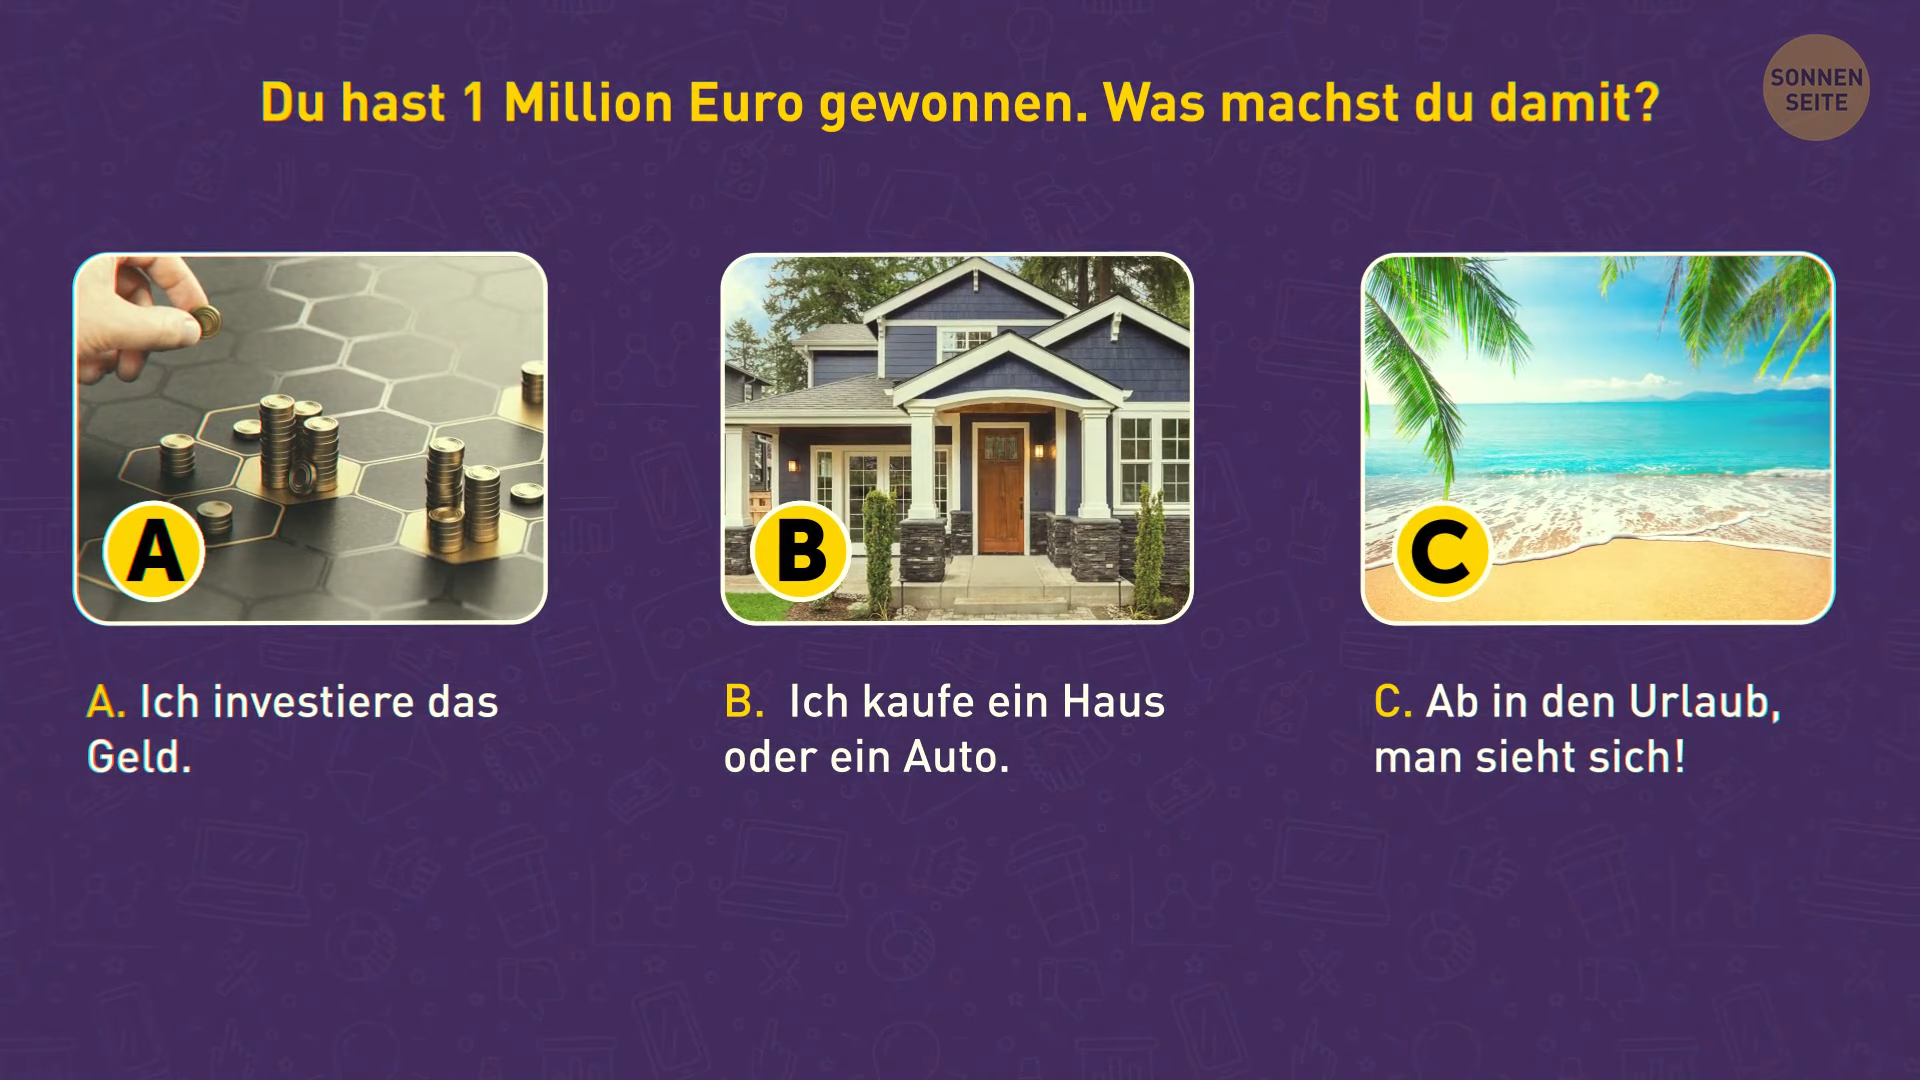 Du hast 1 Million Euro gewonnen. Was machst du damit?
SONNEN
SEITE
A
B
C
A. Ich investiere das
Geld.
B. Ich kaufe ein Haus
oder ein Auto.
C. Ab in den Urlaub,
man sieht sich!